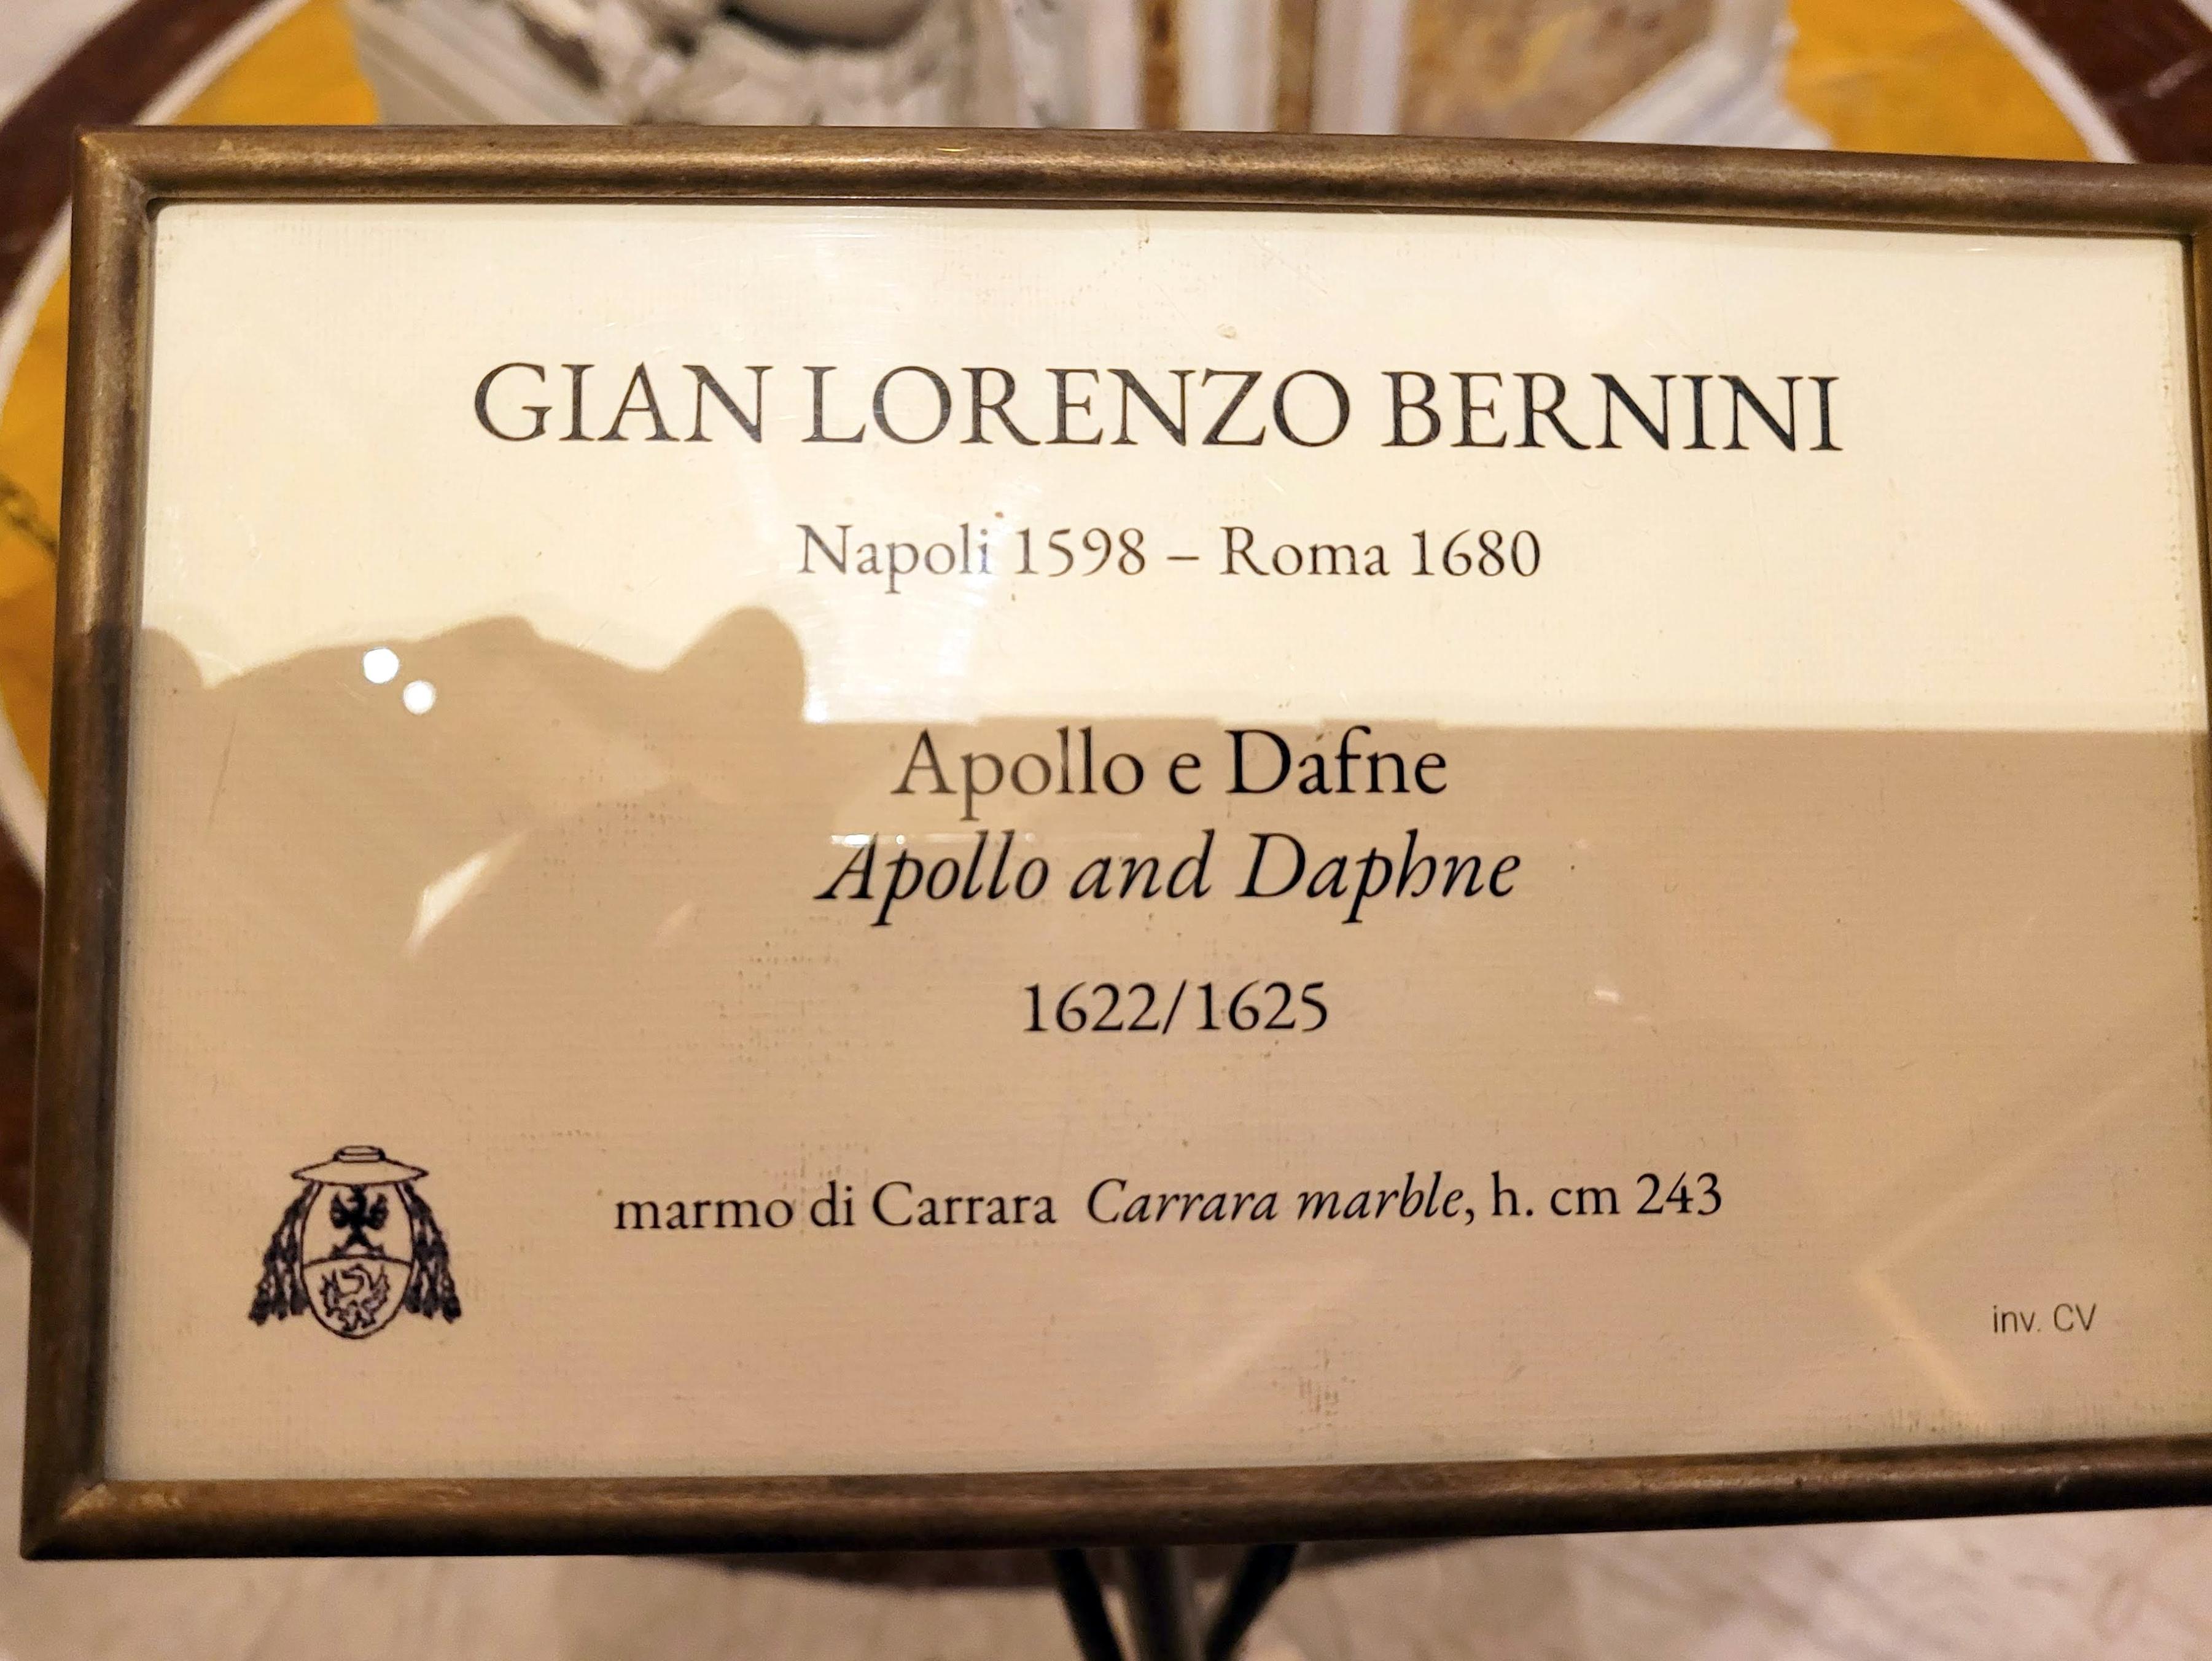 GIAN LORENZO BERNINI
Napoli 1598 – Roma 1680
Apollo e Dafne
Apollo and Daphne
1622/1625
marmo di Carrara Carrara marble, h. cm 243
inv. CV